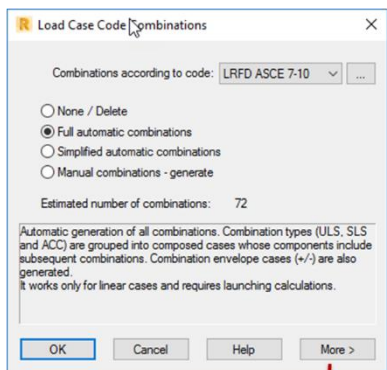 R Load Case Code Combinations
Combinations according to code: LRFD ASCE 7-10 ...
None / Delete
Full automatic combinations
Simplified automatic combinations
Manual combinations - generate
Estimated number of combinations: 72
Automatic generation of all combinations. Combination types (ULS, SLS
and ACC) are grouped into composed cases whose components include
subsequent combinations. Combination envelope cases (+/-) are also
generated.
It works only for linear cases and requires launching calculations.
OK Cancel Help More >